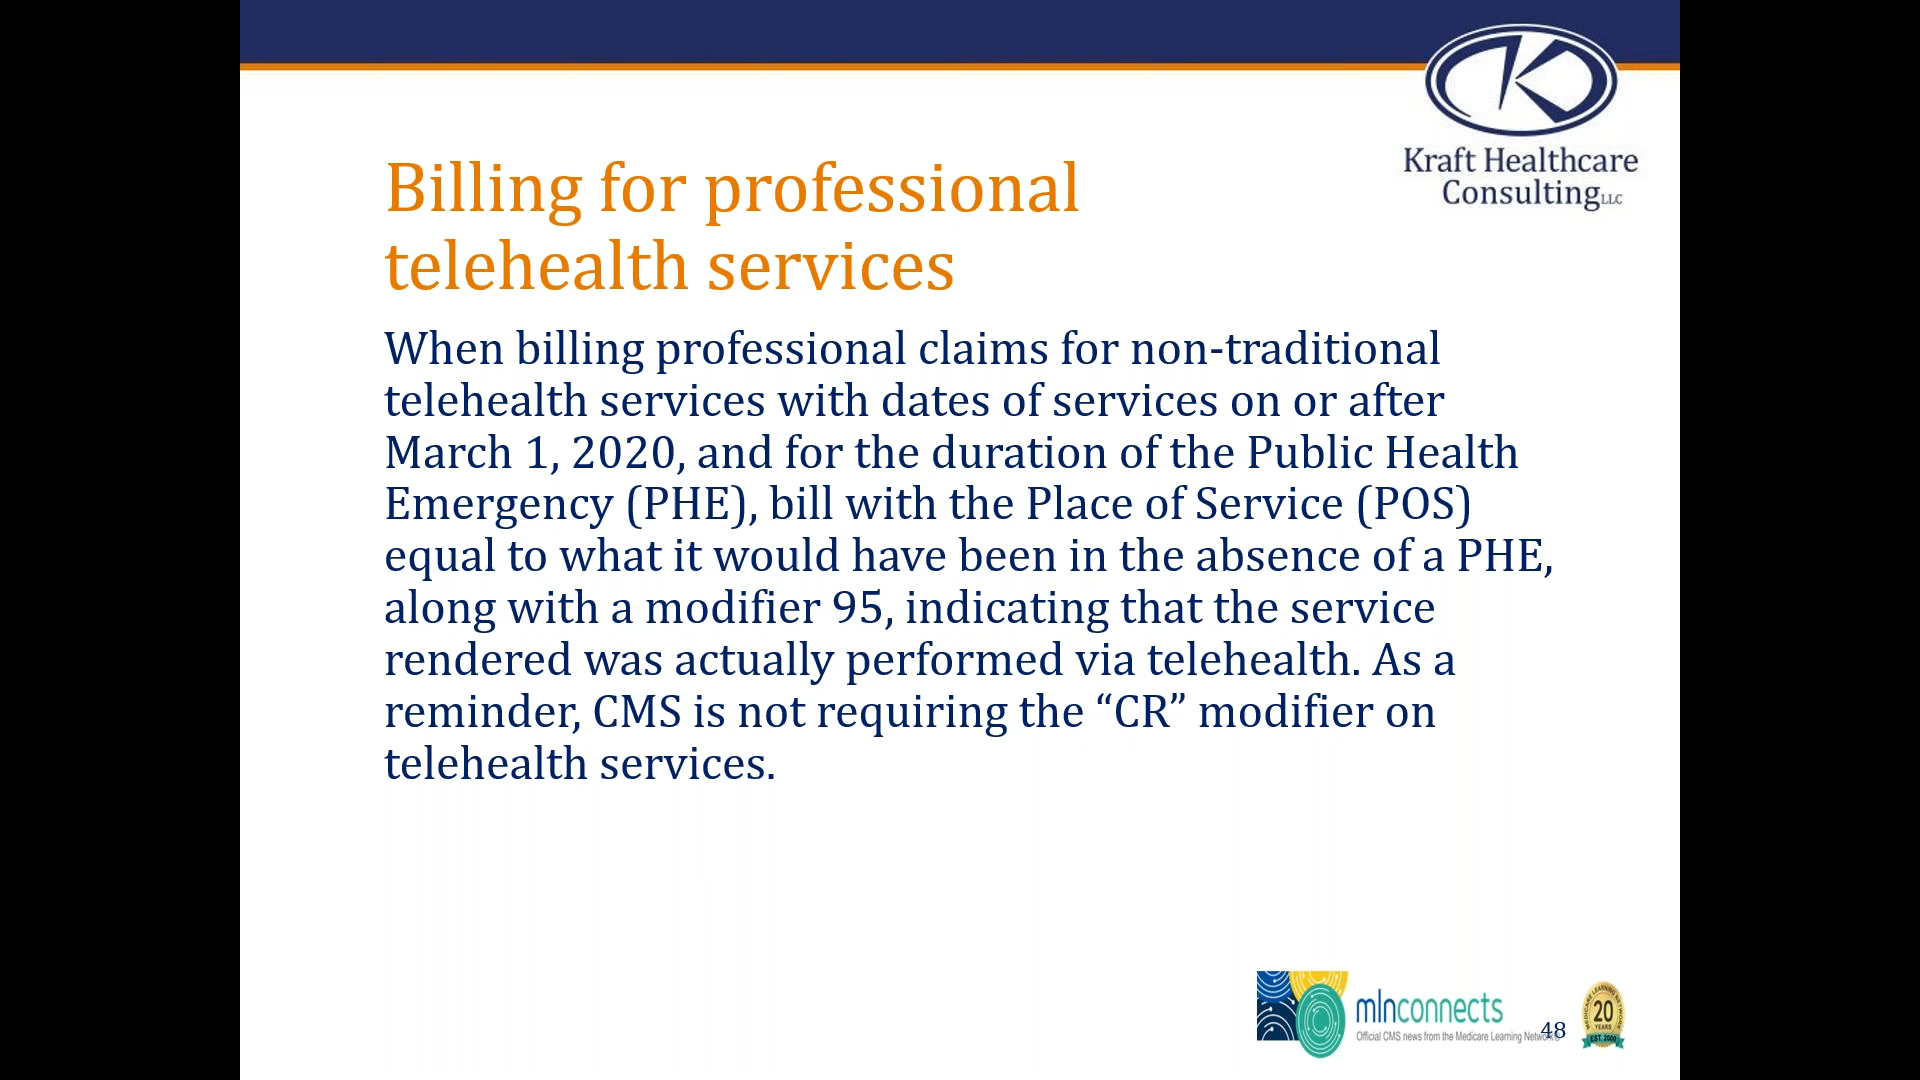 Kraft Healthcare
Consulting LLC
Billing for professional
telehealth services
When billing professional claims for non-traditional
telehealth services with dates of services on or after
March 1, 2020, and for the duration of the Public Health
Emergency (PHE), bill with the Place of Service (POS)
equal to what it would have been in the absence of a PHE,
along with a modifier 95, indicating that the service
rendered was actually performed via telehealth. As a
reminder, CMS is not requiring the “CR” modifier on
telehealth services.
mlnconnects
Official CMS news from the Medicare Learning Network®
48
MEDICARE LEARNING NETWORK
20
YEARS
EST. 2000